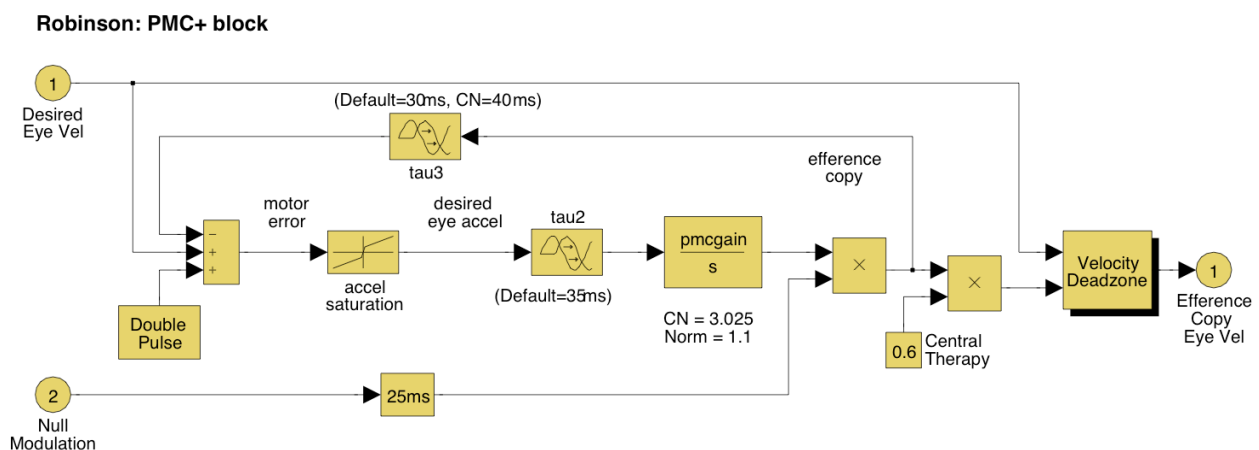 Robinson: PMC+ block
1
Desired
Eye Vel
(Default=30ms, CN=40ms)
tau3
efference
copy
motor
error
desired
eye accel
tau2
−
+
+
accel
saturation
(Default=35ms)
pmcgain
s
CN = 3.025
Norm = 1.1
×
×
Velocity
Deadzone
1
Efference
Copy
Eye Vel
Double
Pulse
0.6
Central
Therapy
2
Null
Modulation
25ms